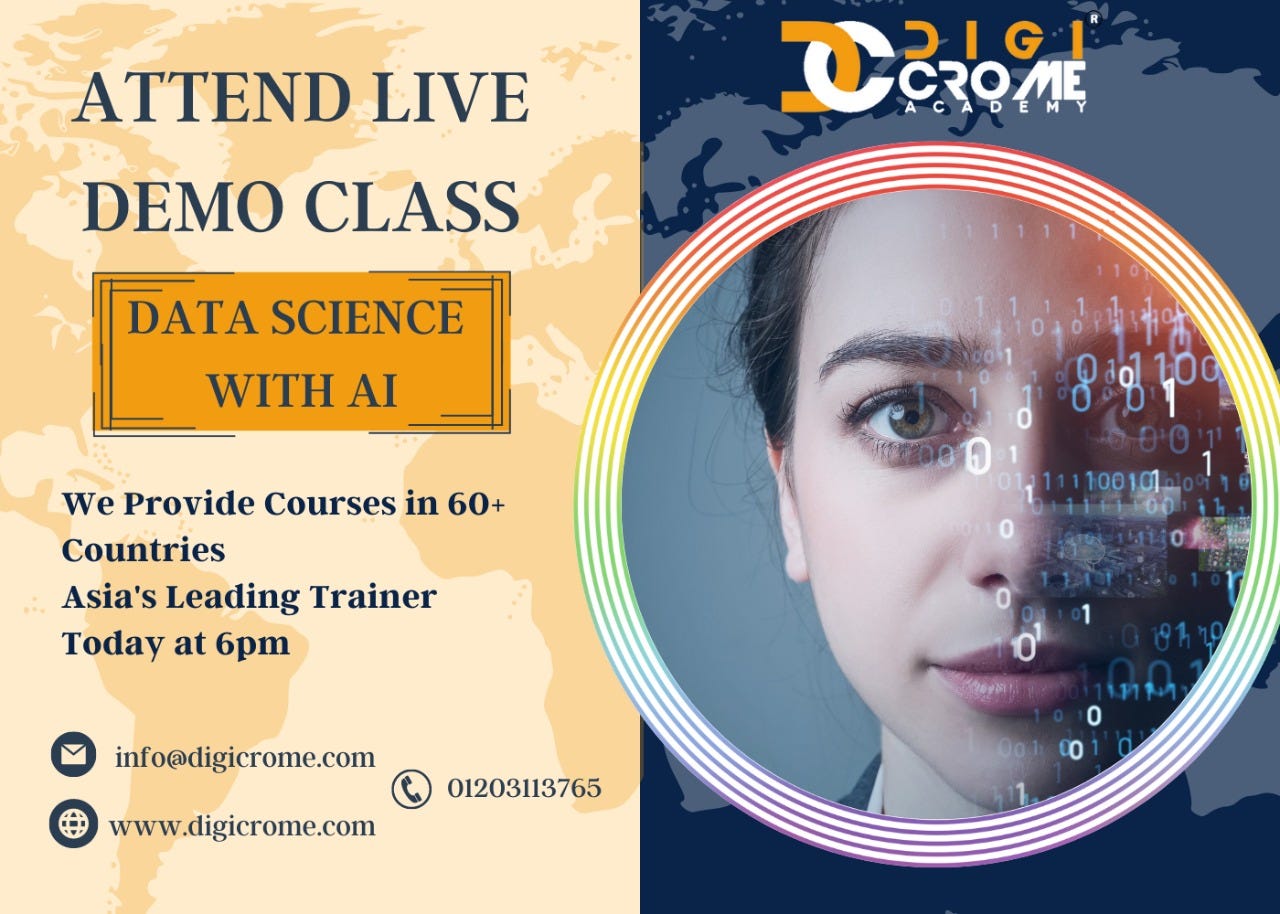 ATTEND LIVE
DEMO CLASS
DATA SCIENCE
WITH AI
We Provide Courses in 60+
Countries
Asia's Leading Trainer
Today at 6pm
info@digicrome.com
01203113765
www.digicrome.com
DC DIGI R
CROME
ACADEMY